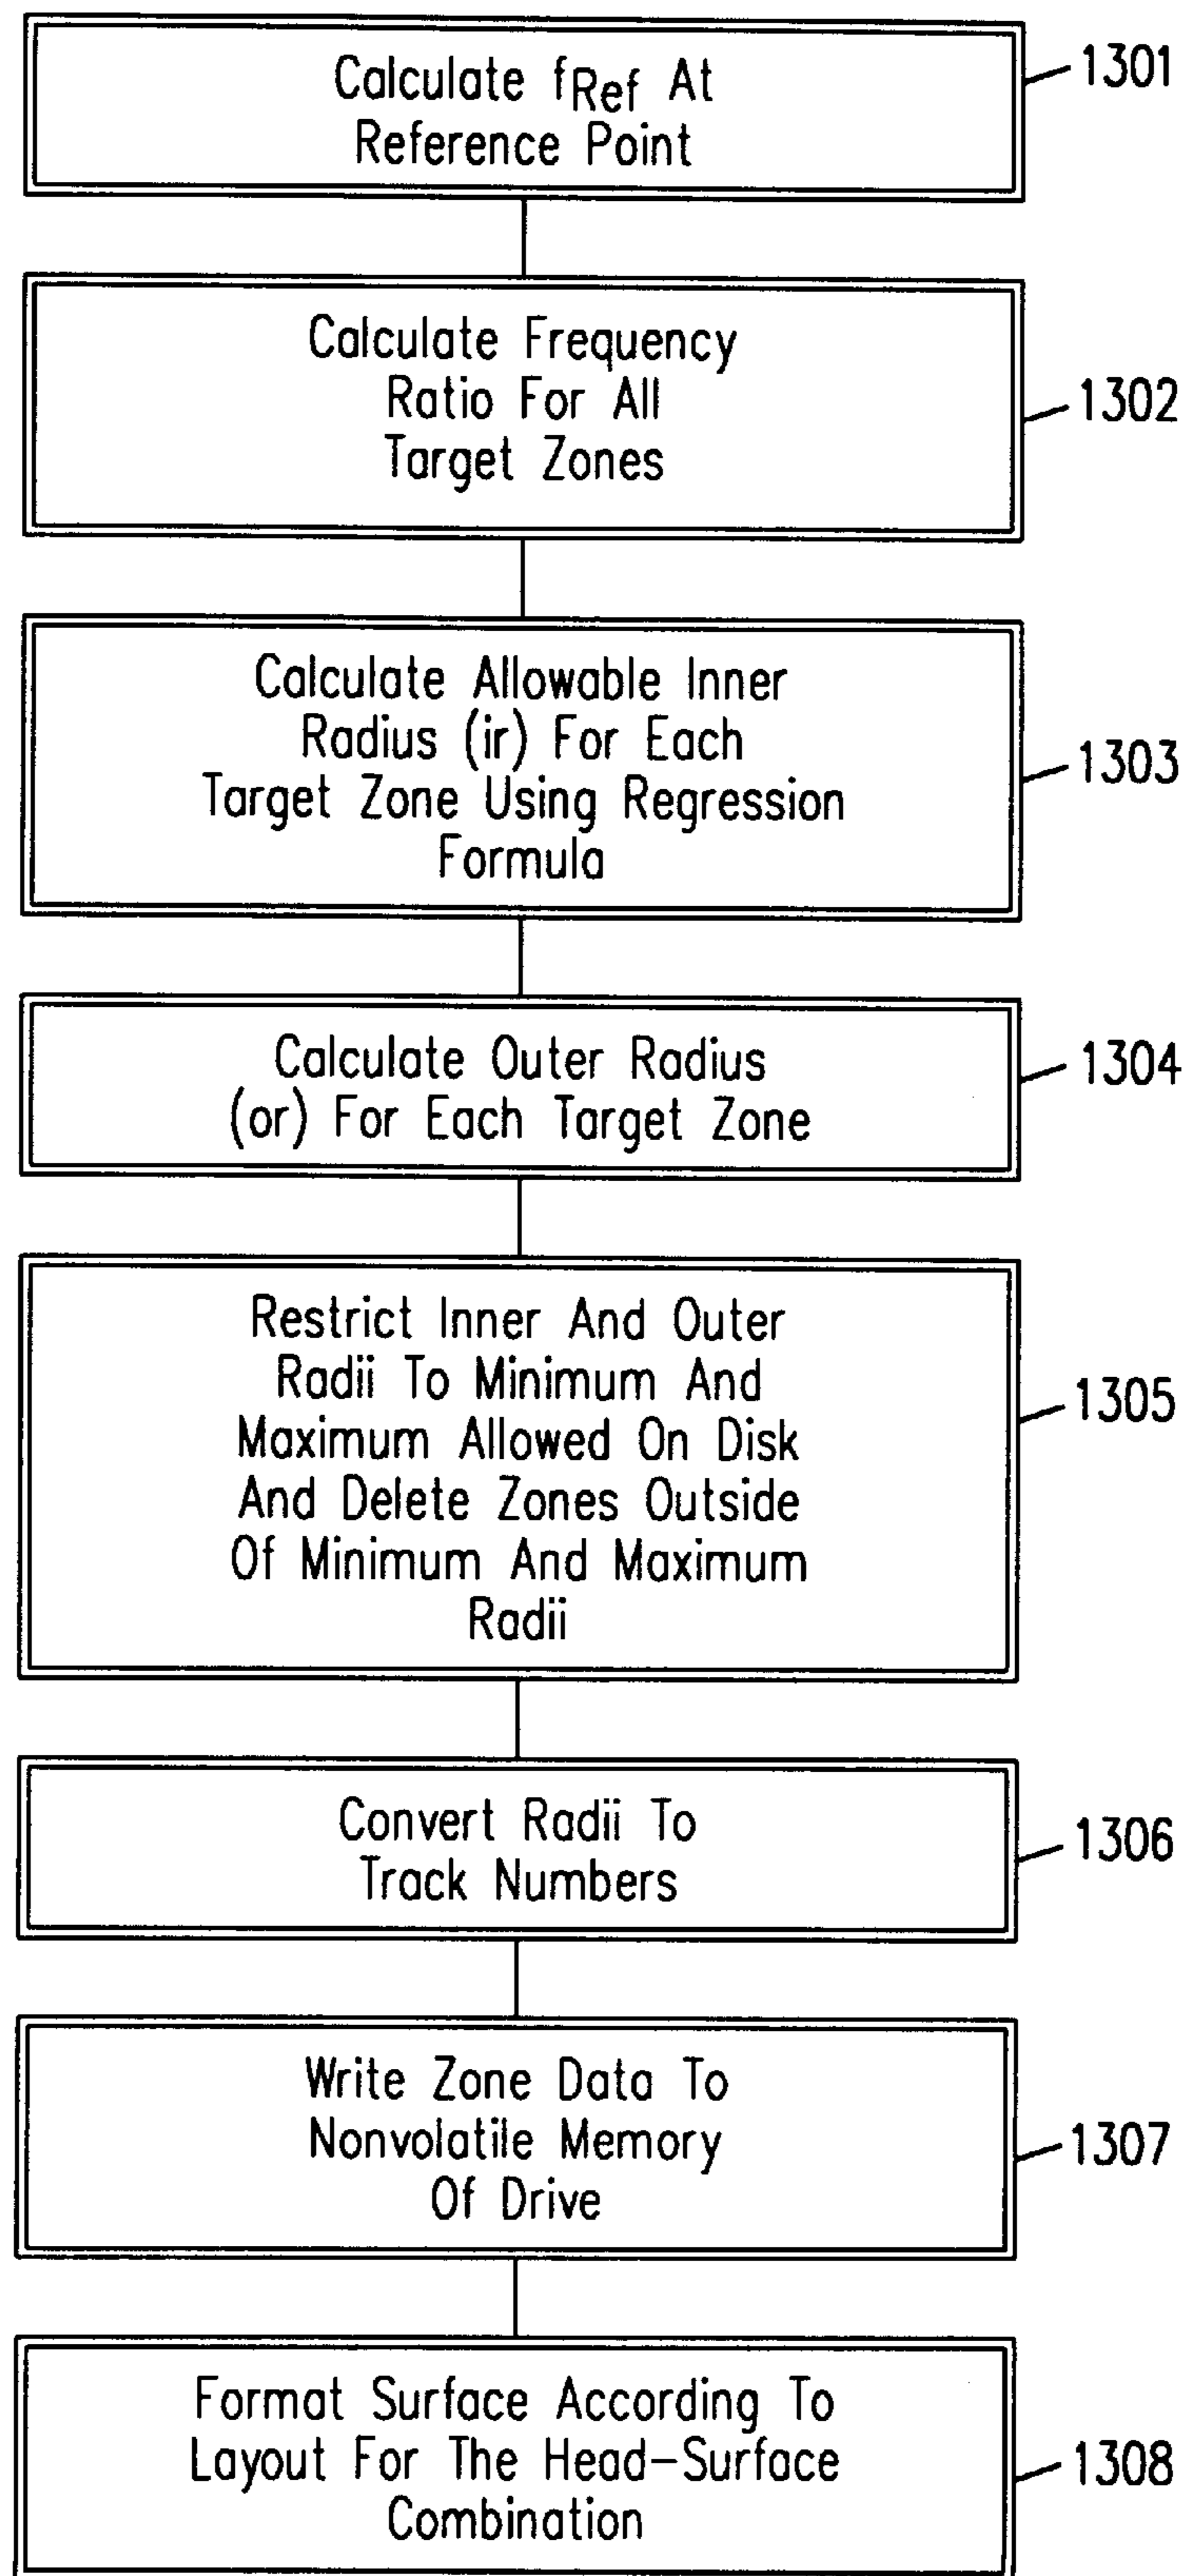 Calculate fRef At
Reference Point
1301
Calculate Frequency
Ratio For All
Target Zones
1302
Calculate Allowable Inner
Radius (ir) For Each
Target Zone Using Regression
Formula
1303
Calculate Outer Radius
(or) For Each Target Zone
1304
Restrict Inner And Outer
Radii To Minimum And
Maximum Allowed On Disk
And Delete Zones Outside
Of Minimum And Maximum
Radii
1305
Convert Radii To
Track Numbers
1306
Write Zone Data To
Nonvolatile Memory
Of Drive
1307
Format Surface According To
Layout For The Head-Surface
Combination
1308